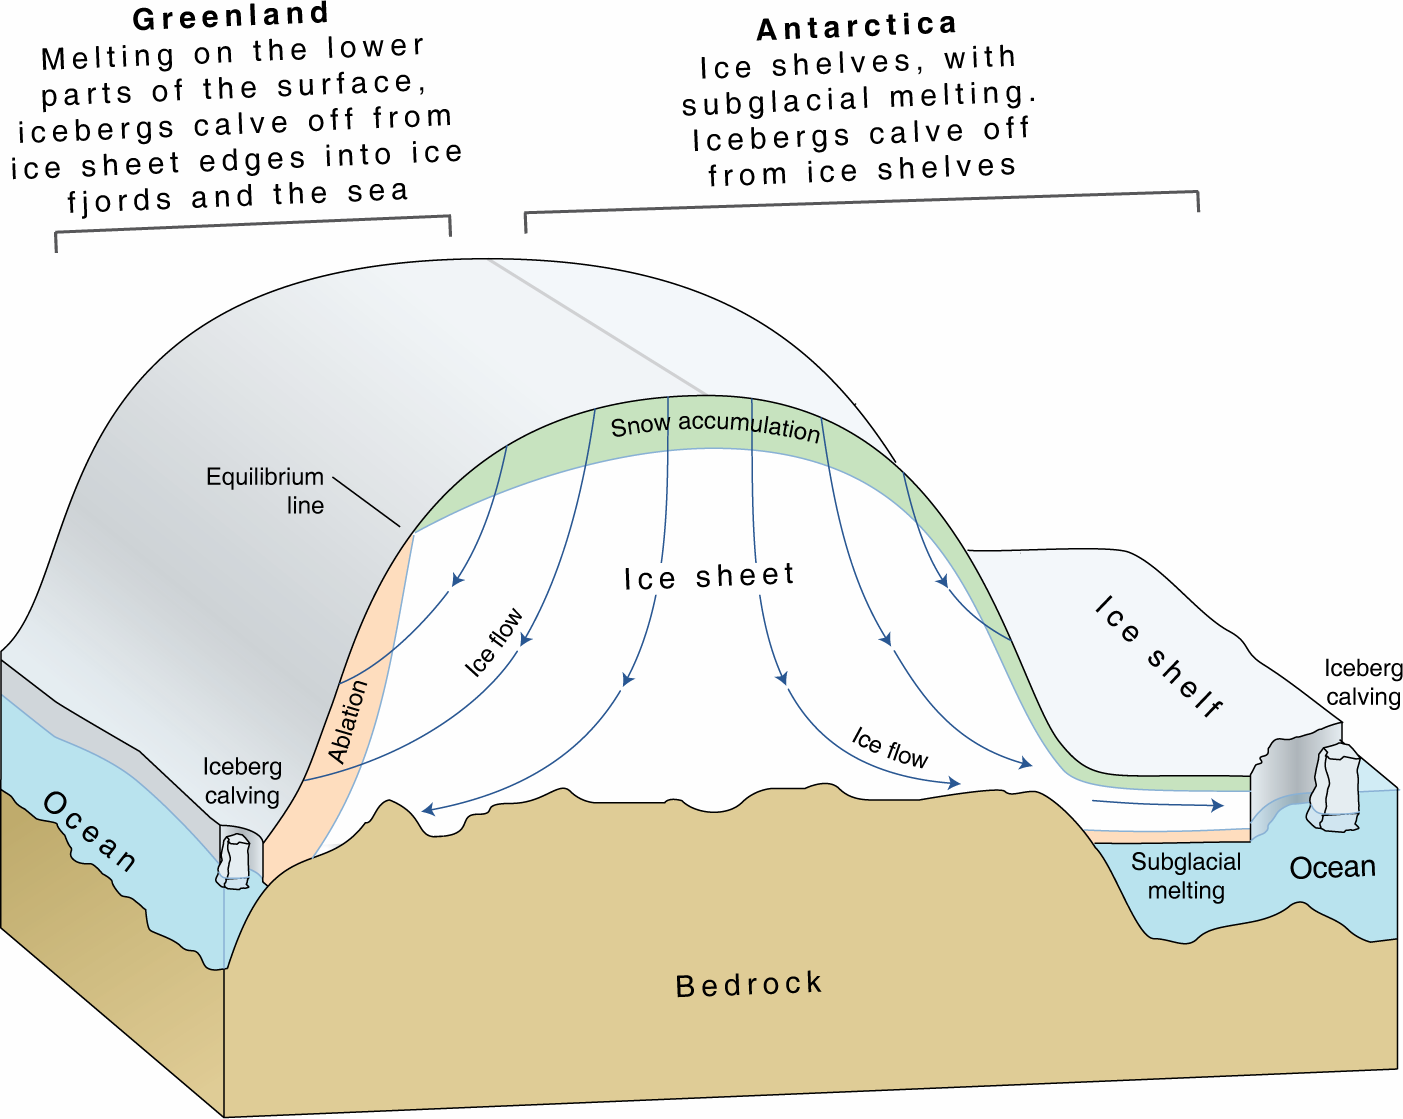 Greenland
Melting on the lower
parts of the surface,
icebergs calve off from
ice sheet edges into ice
fjords and the sea
Antarctica
Ice shelves, with
subglacial melting.
Icebergs calve off
from ice shelves
Snow accumulation
Equilibrium
line
Ice sheet
Ice flow
Ablation
Ice flow
Ice shelf
Iceberg
calving
Iceberg
calving
Ocean
Subglacial
melting
Ocean
Bedrock